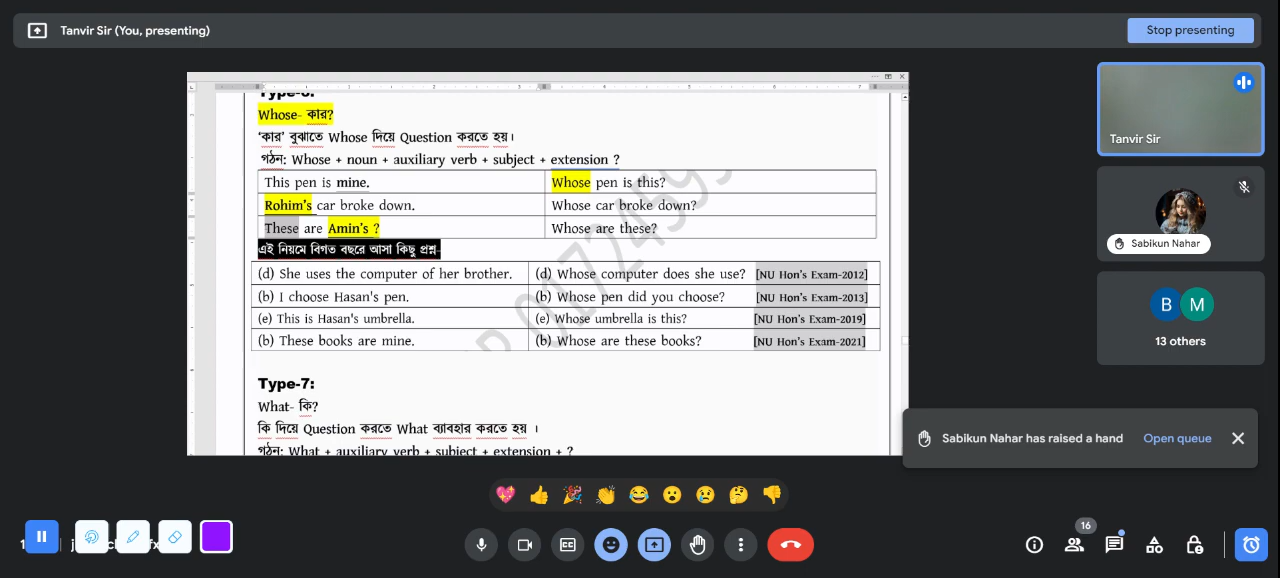 Tanvir Sir (You, presenting)
Stop presenting
Type-6:
Whose- কার?
‘কার’ বুঝাতে Whose দিয়ে Question করতে হয়।
গঠন: Whose + noun + auxiliary verb + subject + extension ?
This pen is mine. Whose pen is this?
Rohim's car broke down. Whose car broke down?
These are Amin's ? Whose are these?
এই নিয়মে বিগত বছরে আসা কিছু প্রশ্ন-
(d) She uses the computer of her brother. (d) Whose computer does she use? [NU Hon's Exam-2012]
(b) I choose Hasan's pen. (b) Whose pen did you choose? [NU Hon's Exam-2013]
(e) This is Hasan's umbrella. (e) Whose umbrella is this? [NU Hon's Exam-2019]
(b) These books are mine. (b) Whose are these books? [NU Hon's Exam-2021]
Type-7:
What- কি?
কি দিয়ে Question করতে What ব্যাবহার করতে হয় ।
গঠন: What + auxiliary verb + subject + extension + ?
Tanvir Sir
Sabikun Nahar
B M
13 others
Sabikun Nahar has raised a hand Open queue
16